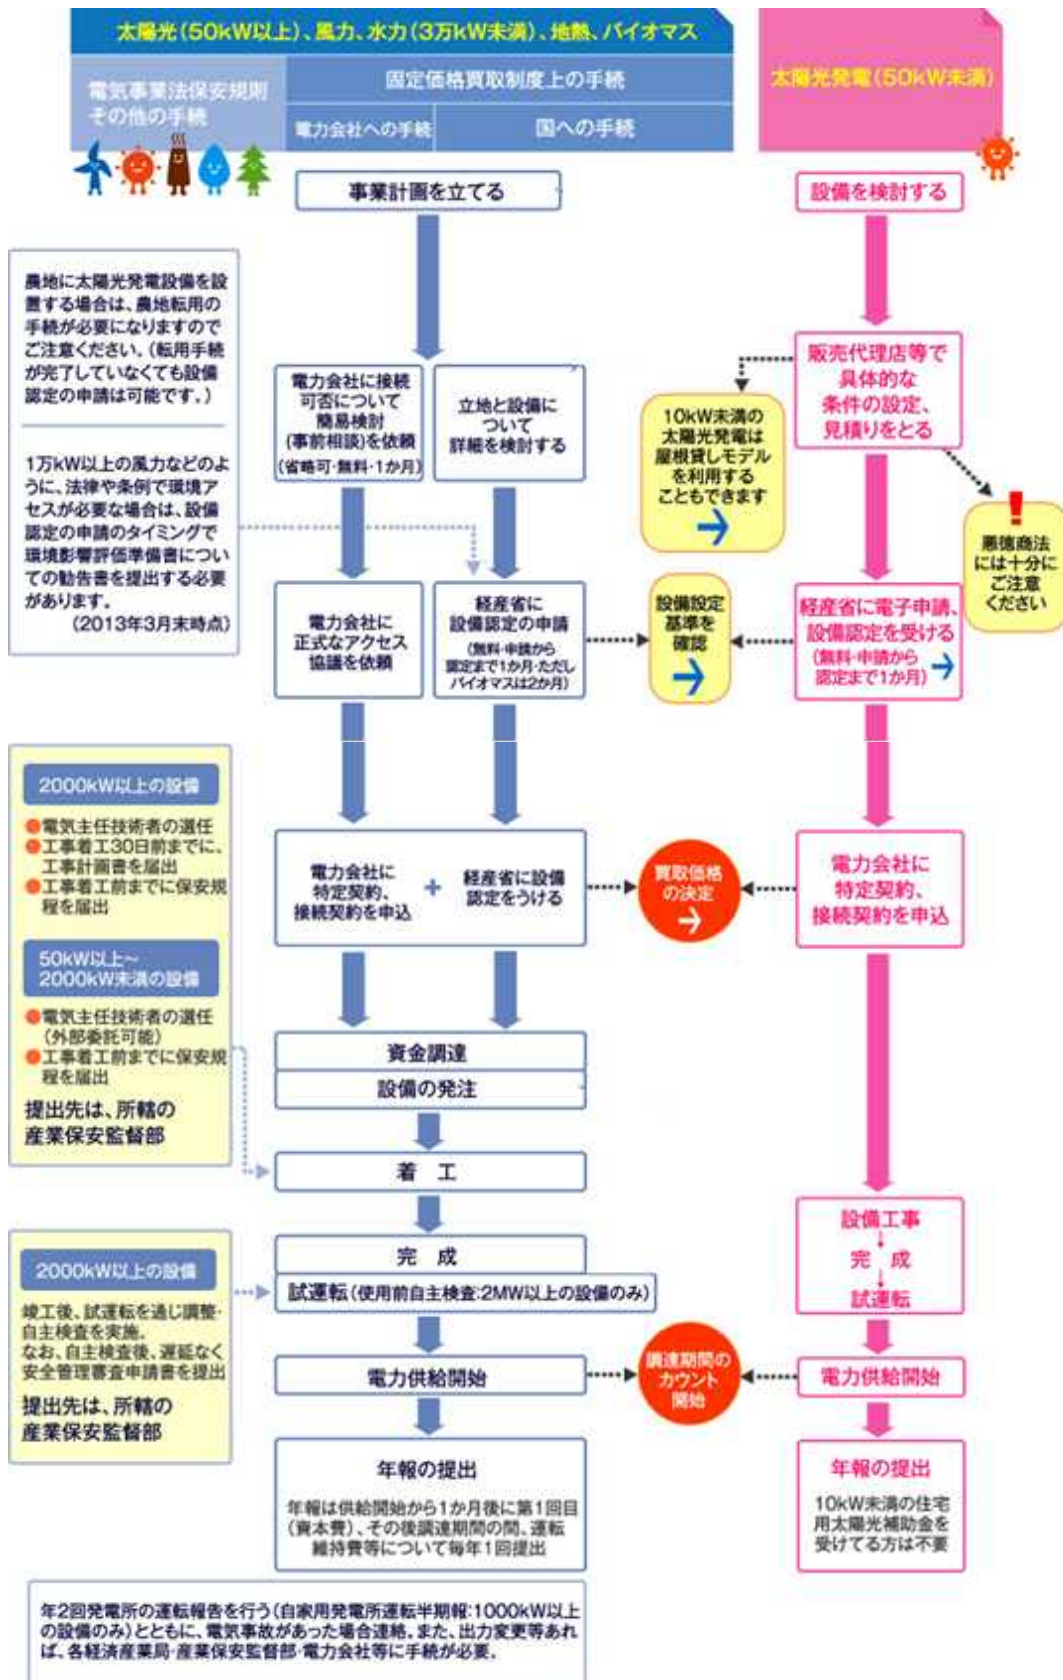 太陽光(50kW以上)、風力、水力(3万kW未満)、地熱、バイオマス
電気事業法保安規則
その他の手続
固定価格買取制度上の手続
電力会社への手続
国への手続
太陽光発電(50kW未満)
事業計画を立てる
設備を検討する
農地に太陽光発電設備を設
置する場合は、農地転用の
手続が必要になりますので
ご注意ください。(転用手続
が完了していなくても設備
認定の申請は可能です。)
1万kW以上の風力などのよ
うに、法律や条例で環境ア
セスが必要な場合は、設備
認定の申請のタイミングで
環境影響評価準備書につい
ての勧告書を提出する必要
があります。
(2013年3月末時点)
電力会社に接続
可否について
簡易検討
(事前相談)を依頼
(省略可・無料・1か月)
立地と設備に
ついて
詳細を検討する
販売代理店等で
具体的な
条件の設定、
見積りをとる
10kW未満の
太陽光発電は
屋根貸しモデル
を利用する
こともできます
!
悪徳商法
には十分に
ご注意
ください
電力会社に
正式なアクセス
協議を依頼
経産省に
設備認定の申請
(無料・申請から
認定まで1か月・ただし
バイオマスは2か月)
設備設定
基準を
確認
経産省に電子申請、
設備認定を受ける
(無料・申請から
認定まで1か月)
2000kW以上の設備
●電気主任技術者の選任
●工事着工30日前までに、
工事計画書を届出
●工事着工前までに保安規
程を届出
50kW以上〜
2000kW未満の設備
●電気主任技術者の選任
(外部委託可能)
●工事着工前までに保安規
程を届出
提出先は、所轄の
産業保安監督部
電力会社に
特定契約、
接続契約を申込
+
経産省に設備
認定をうける
買取価格
の決定
電力会社に
特定契約、
接続契約を申込
資金調達
設備の発注
着 工
完 成
試運転(使用前自主検査:2MW以上の設備のみ)
設備工事
完 成
試運転
2000kW以上の設備
竣工後、試運転を通じ調整・
自主検査を実施。
なお、自主検査後、遅延なく
安全管理審査申請書を提出
提出先は、所轄の
産業保安監督部
電力供給開始
調達期間の
カウント
開始
電力供給開始
年報の提出
年報は供給開始から1か月後に第1回目
(資本費)、その後調達期間の間、運転
維持費等について毎年1回提出
年報の提出
10kW未満の住宅
用太陽光補助金を
受けてる方は不要
年2回発電所の運転報告を行う(自家用発電所運転半期報:1000kW以上
の設備のみ)とともに、電気事故があった場合連絡。また、出力変更等あれ
ば、各経済産業局・産業保安監督部・電力会社等に手続が必要。